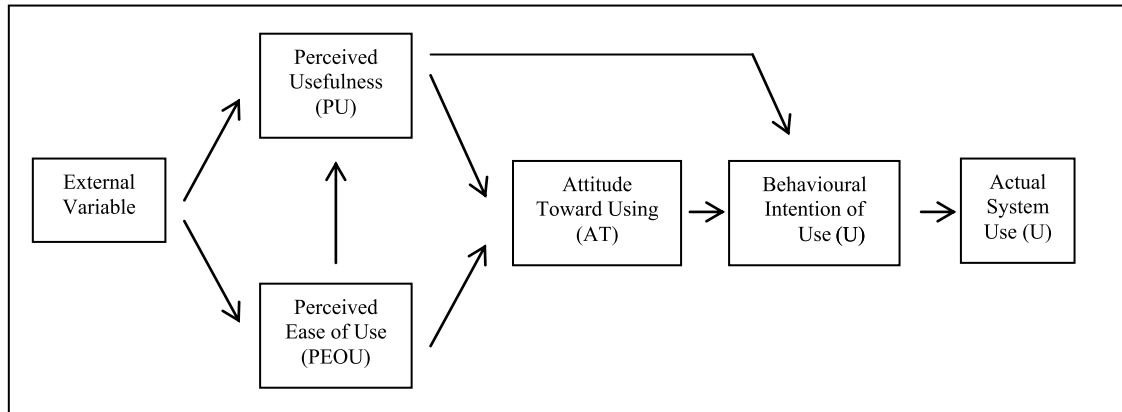 Perceived
Usefulness
(PU)
External
Variable
Perceived
Ease of Use
(PEOU)
Attitude
Toward Using
(AT)
Behavioural
Intention of
Use (U)
Actual
System
Use (U)